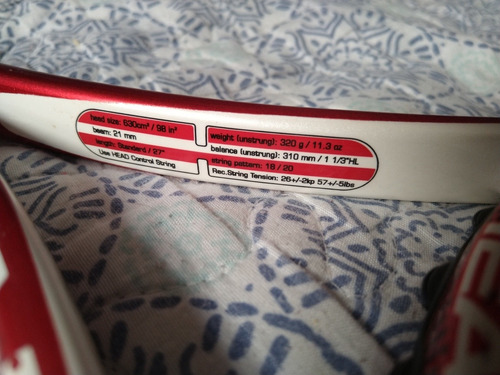 head size: 630cm² / 98 in²
beam: 21 mm
length: Standard / 27"
Use HEAD Control String
weight (unstrung): 320 g / 11.3 oz
balance (unstrung): 310 mm / 1 1/3"HL
string pattern: 18 / 20
Rec.String Tension: 26+/-2kp 57+/-5lbs